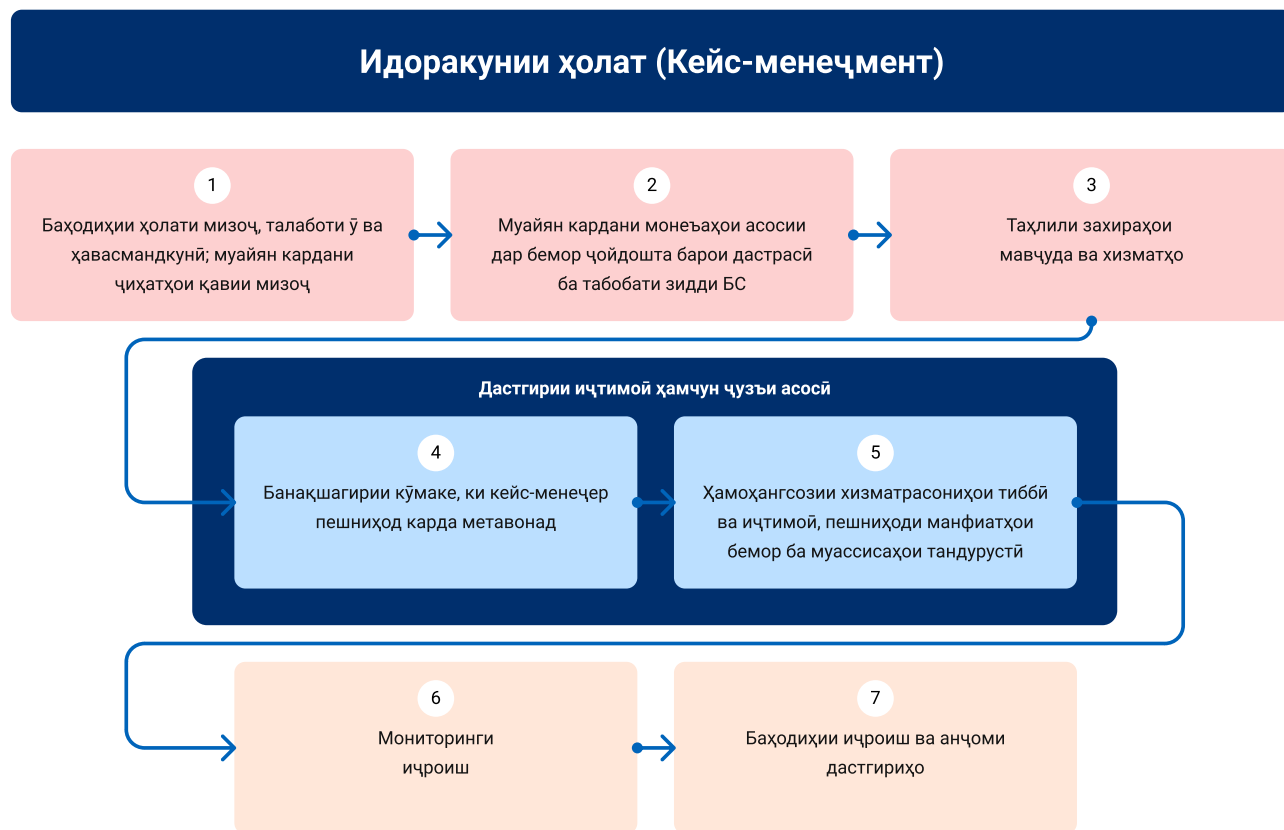 Идоракунии ҳолат (Кейс-менеҷмент)
1
Баҳодиҳии ҳолати мизоҷ, талаботи ӯ ва
ҳавасмандкунӣ; муайян кардани
ҷиҳатҳои қавии мизоҷ
2
Муайян кардани монеъаҳои асосии
дар бемор ҷойдошта барои дастрасӣ
ба табобати зидди БС
3
Таҳлили захираҳои
мавҷуда ва хизматҳо
Дастгирии иҷтимоӣ ҳамчун ҷузъи асосӣ
4
Банақшагирии кӯмаке, ки кейс-менеҷер
пешниҳод карда метавонад
5
Ҳамоҳангсозии хизматрасониҳои тиббӣ
ва иҷтимоӣ, пешниҳоди манфиатҳои
бемор ба муассисаҳои тандурустӣ
6
Мониторинги
иҷроиш
7
Баҳодиҳии иҷроиш ва анҷоми
дастгириҳо